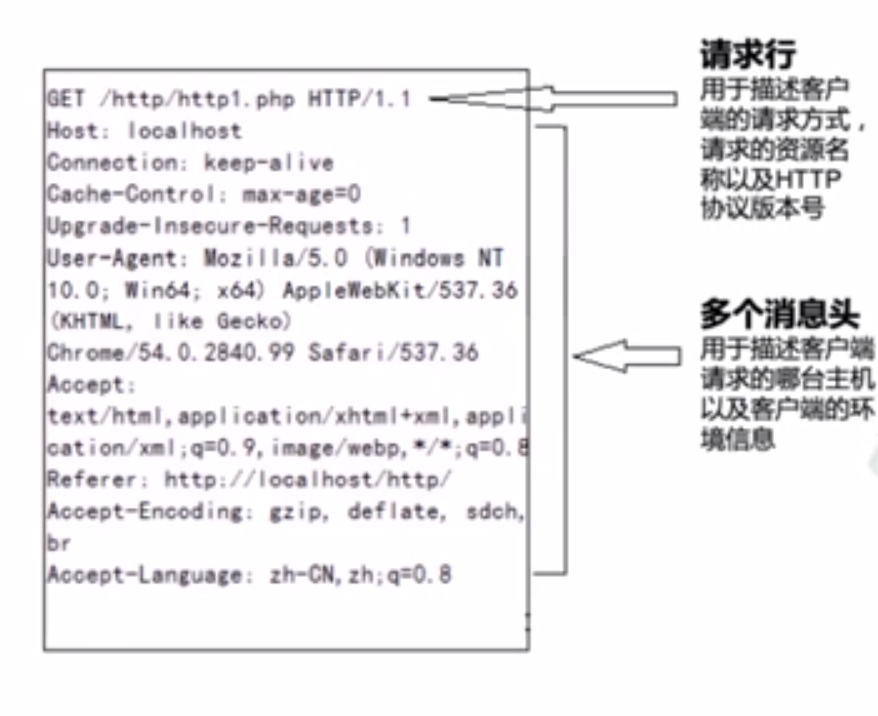 GET /http/http1.php HTTP/1.1
Host: localhost
Connection: keep-alive
Cache-Control: max-age=0
Upgrade-Insecure-Requests: 1
User-Agent: Mozilla/5.0 (Windows NT
10.0; Win64; x64) AppleWebKit/537.36
(KHTML, like Gecko)
Chrome/54.0.2840.99 Safari/537.36
Accept:
text/html,application/xhtml+xml,appli
cation/xml;q=0.9,image/webp,*/*;q=0.8
Referer: http://localhost/http/
Accept-Encoding: gzip, deflate, sdch,
br
Accept-Language: zh-CN,zh;q=0.8
请求行
用于描述客户
端的请求方式，
请求的资源名
称以及HTTP
协议版本号
多个消息头
用于描述客户端
请求的哪台主机
以及客户端的环
境信息